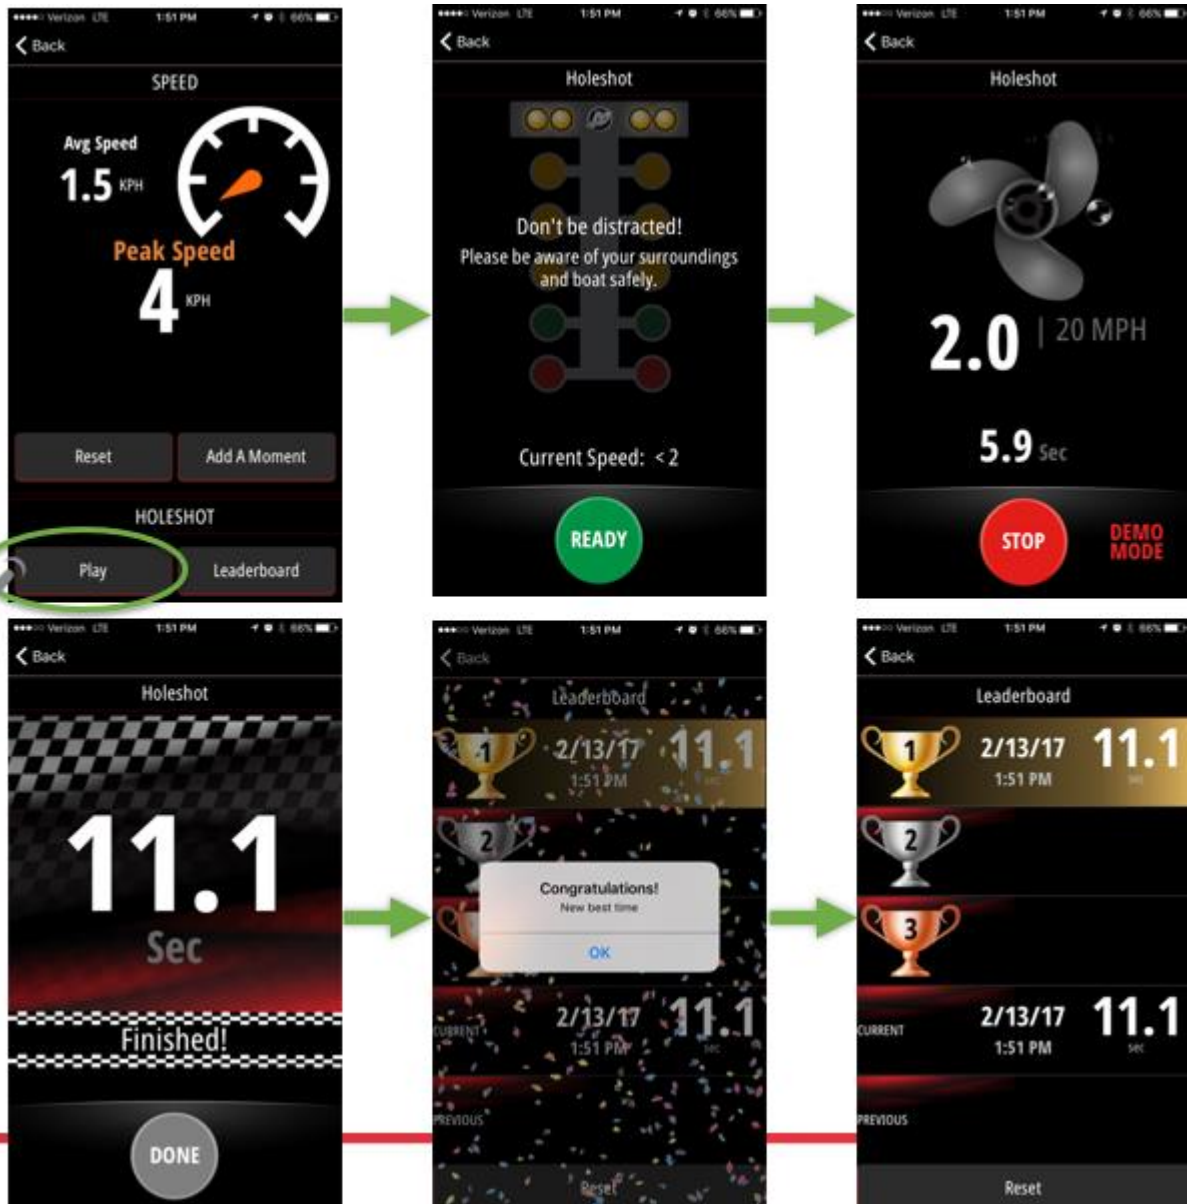 Verizon LTE 1:51 PM 66%
Back
SPEED
Avg Speed
1.5 KPH
Peak Speed
4 KPH
Reset Add A Moment
HOLESHOT
Play Leaderboard
Verizon LTE 1:51 PM 66%
Back
Holeshot
Don't be distracted!
Please be aware of your surroundings
and boat safely.
Current Speed: < 2
READY
Verizon LTE 1:51 PM 66%
Back
Holeshot
2.0 | 20 MPH
5.9 Sec
STOP
DEMO
MODE
Verizon LTE 1:51 PM 66%
Back
Holeshot
11.1
Sec
Finished!
DONE
Verizon LTE 1:51 PM 66%
Back
Leaderboard
1 2/13/17 11.1
1:51 PM sec
2
Congratulations!
New best time
OK
2/13/17 11.1
CURRENT
1:51 PM sec
PREVIOUS
Reset
Verizon LTE 1:51 PM 66%
Back
Leaderboard
1 2/13/17 11.1
1:51 PM sec
2
3
2/13/17 11.1
CURRENT
1:51 PM sec
PREVIOUS
Reset